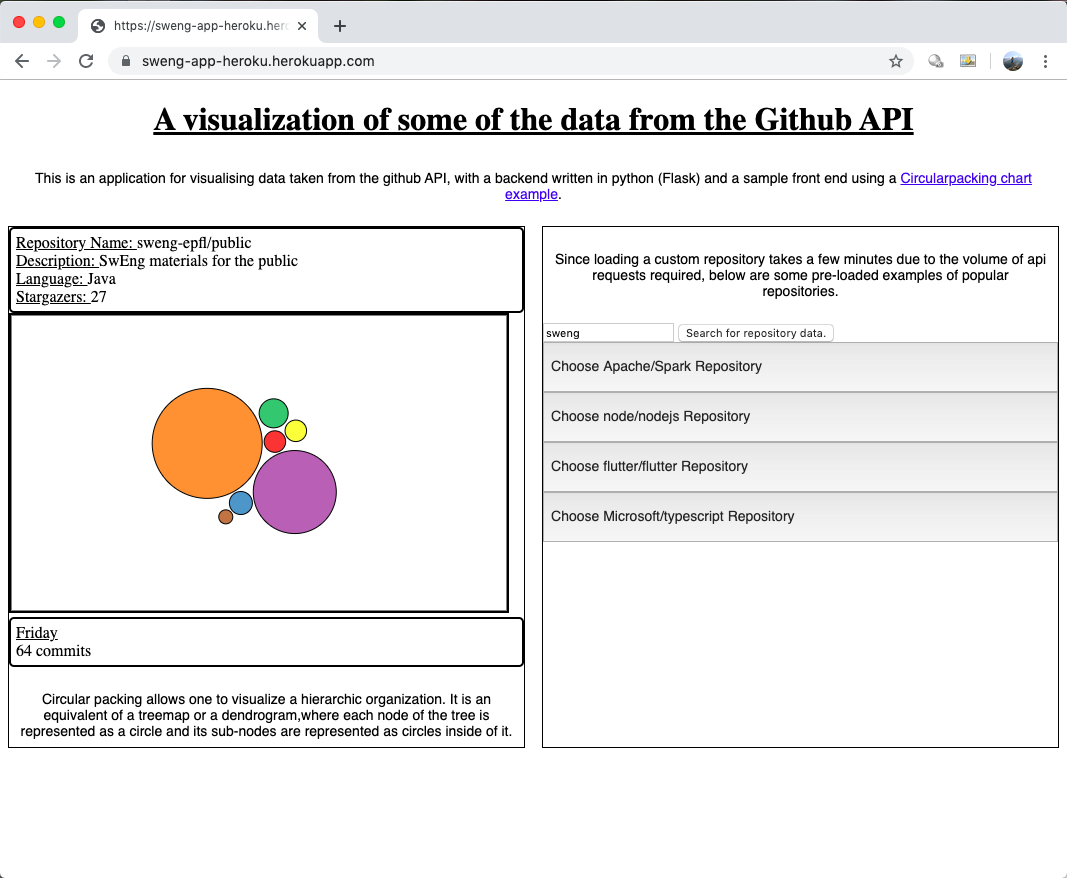 https://sweng-app-heroku.her
sweng-app-heroku.herokuapp.com
A visualization of some of the data from the Github API
This is an application for visualising data taken from the github API, with a backend written in python (Flask) and a sample front end using a Circularpacking chart
example.
Repository Name: sweng-epfl/public
Description: SwEng materials for the public
Language: Java
Stargazers: 27
Friday
64 commits
Circular packing allows one to visualize a hierarchic organization. It is an
equivalent of a treemap or a dendrogram,where each node of the tree is
represented as a circle and its sub-nodes are represented as circles inside of it.
Since loading a custom repository takes a few minutes due to the volume of api
requests required, below are some pre-loaded examples of popular
repositories.
sweng Search for repository data.
Choose Apache/Spark Repository
Choose node/nodejs Repository
Choose flutter/flutter Repository
Choose Microsoft/typescript Repository